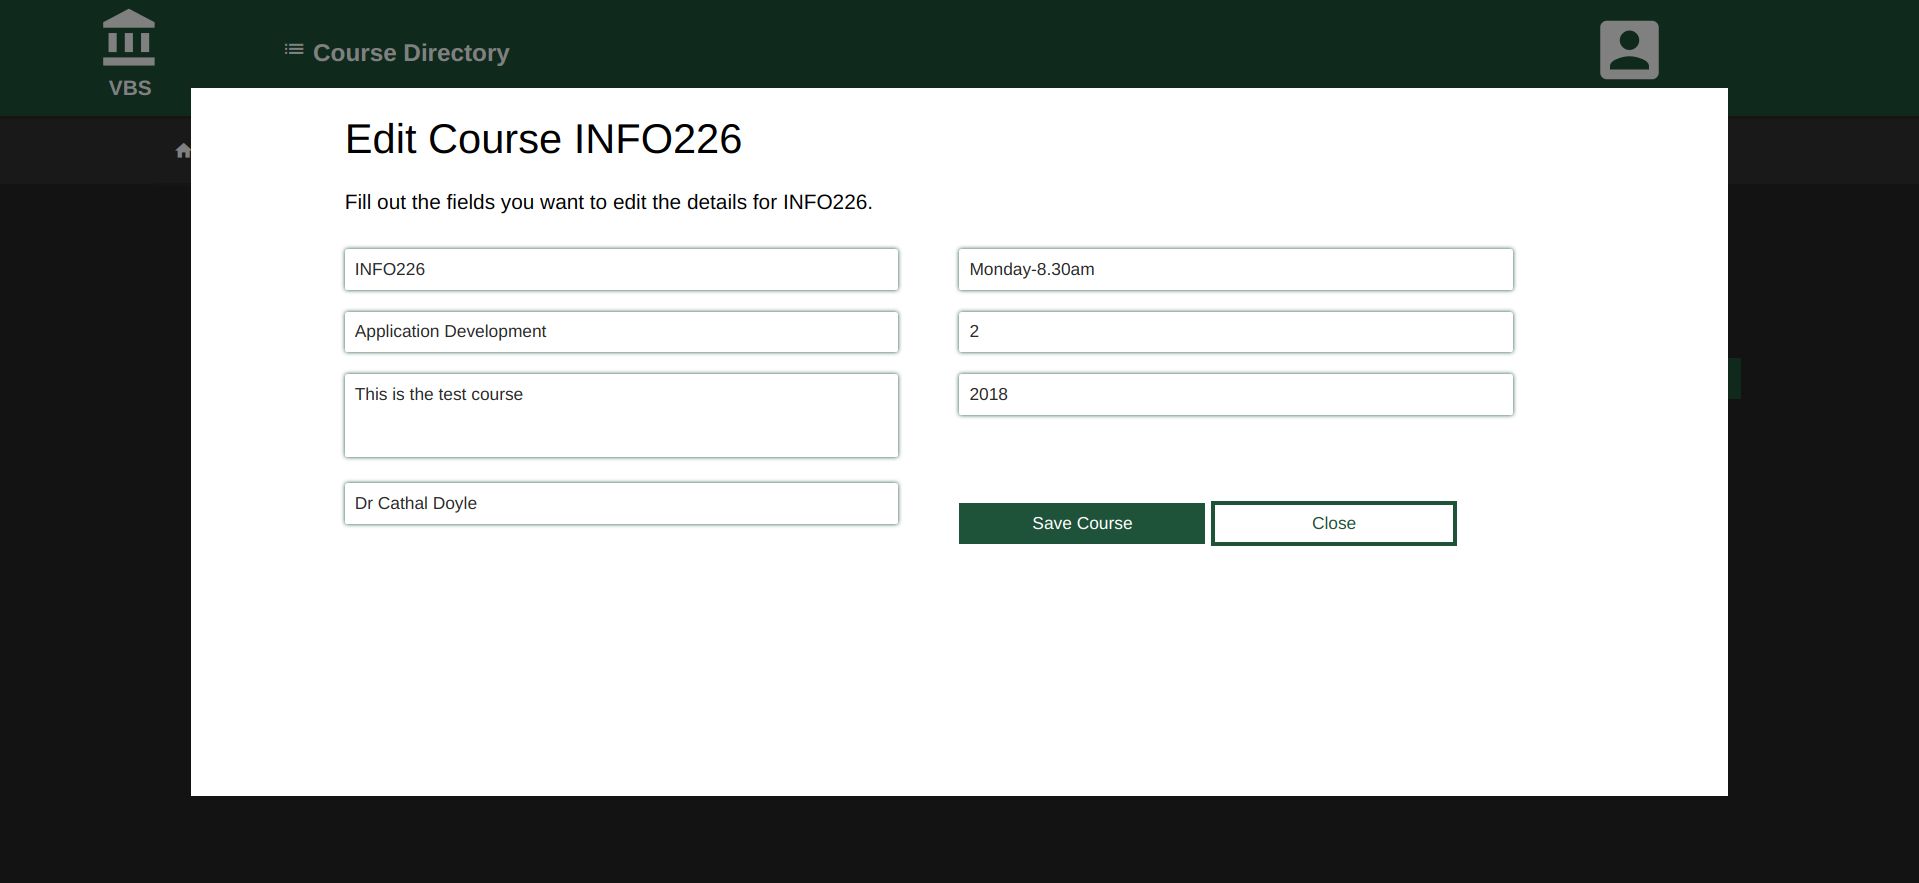 VBS
Course Directory
Edit Course INFO226
Fill out the fields you want to edit the details for INFO226.
INFO226
Monday-8.30am
Application Development
2
This is the test course
2018
Dr Cathal Doyle
Save Course
Close